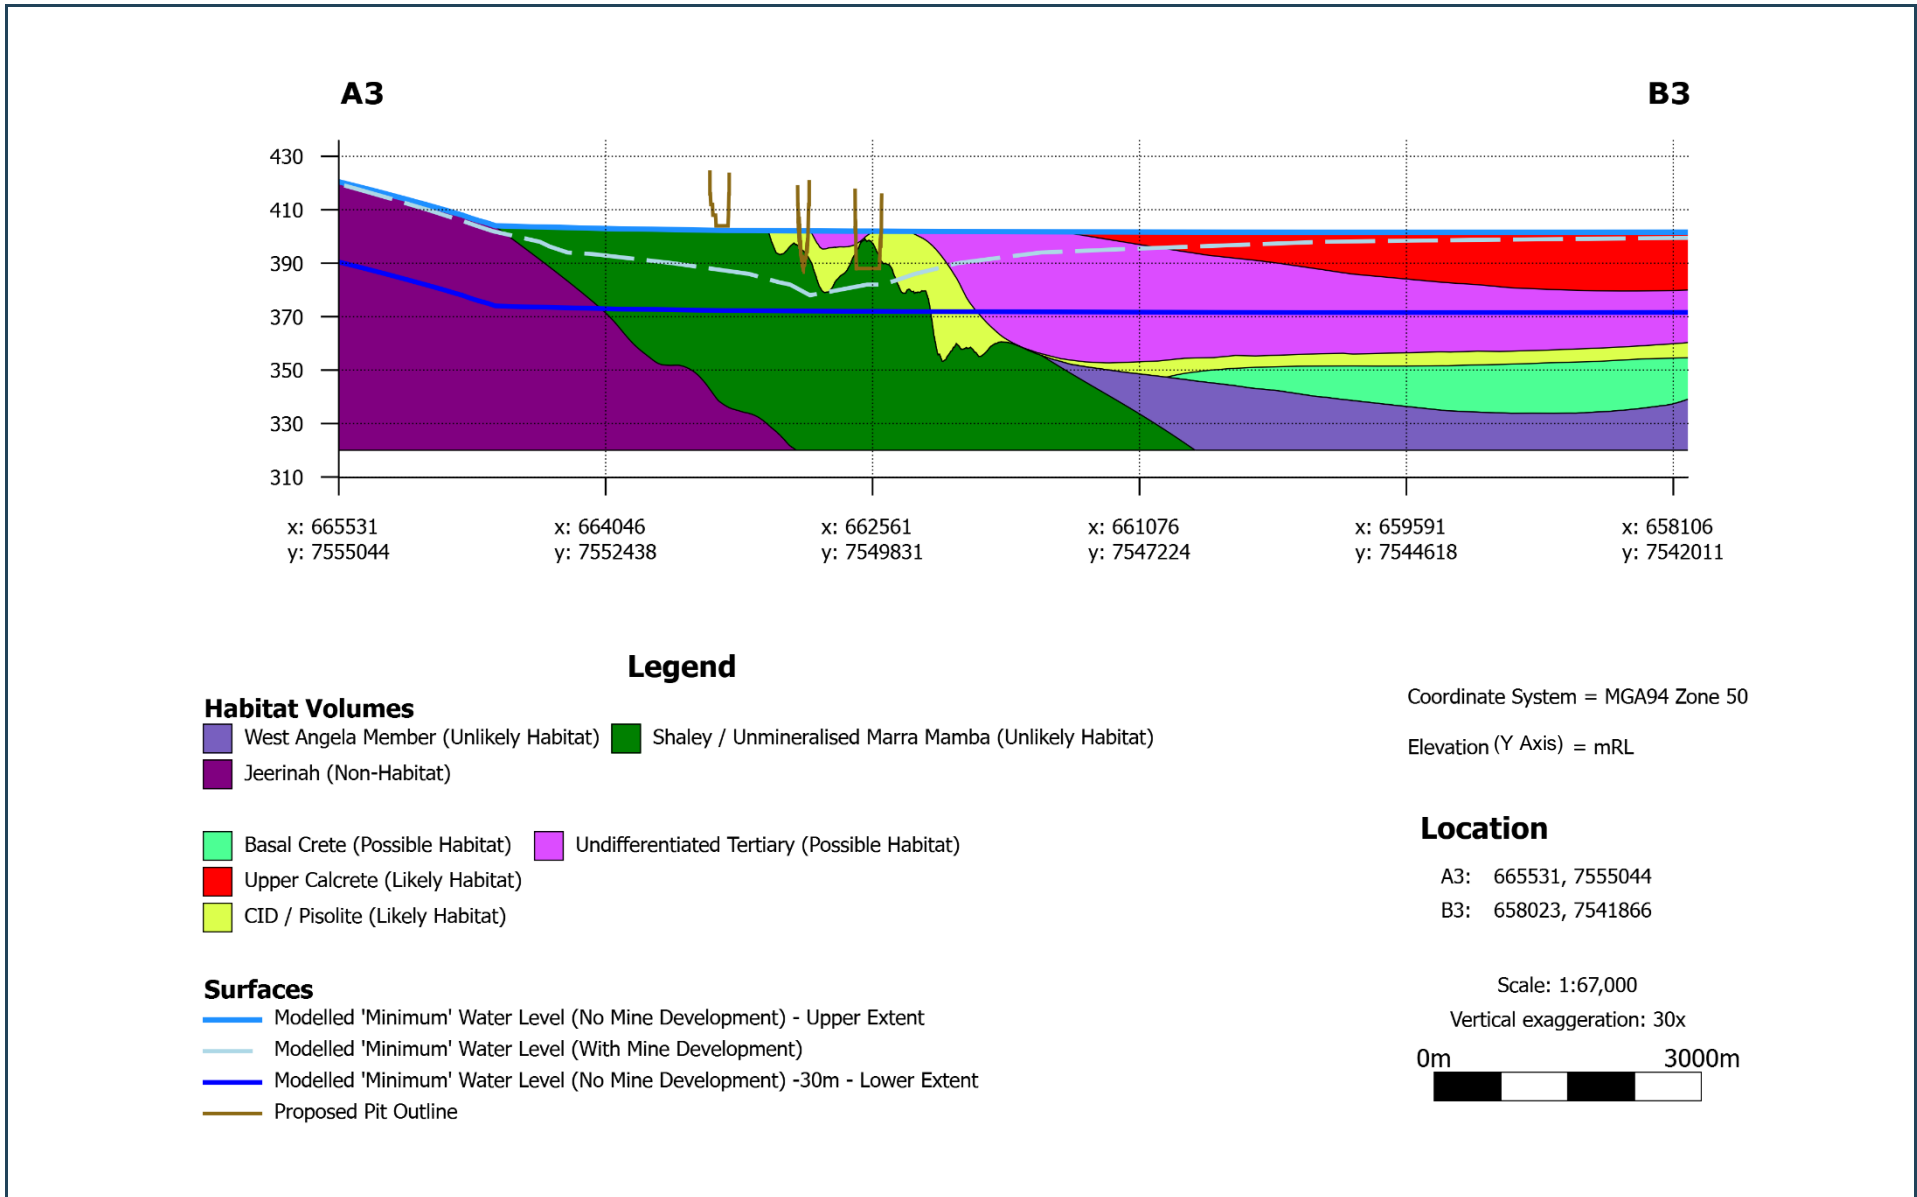 A3
B3
430
410
390
370
350
330
310
x: 665531
y: 7555044
x: 664046
y: 7552438
x: 662561
y: 7549831
x: 661076
y: 7547224
x: 659591
y: 7544618
x: 658106
y: 7542011
Legend
Habitat Volumes
West Angela Member (Unlikely Habitat)
Shaley / Unmineralised Marra Mamba (Unlikely Habitat)
Jeerinah (Non-Habitat)
Basal Crete (Possible Habitat)
Undifferentiated Tertiary (Possible Habitat)
Upper Calcrete (Likely Habitat)
CID / Pisolite (Likely Habitat)
Surfaces
Modelled 'Minimum' Water Level (No Mine Development) - Upper Extent
Modelled 'Minimum' Water Level (With Mine Development)
Modelled 'Minimum' Water Level (No Mine Development) -30m - Lower Extent
Proposed Pit Outline
Coordinate System = MGA94 Zone 50
Elevation (Y Axis) = mRL
Location
A3: 665531, 7555044
B3: 658023, 7541866
Scale: 1:67,000
Vertical exaggeration: 30x
0m 3000m